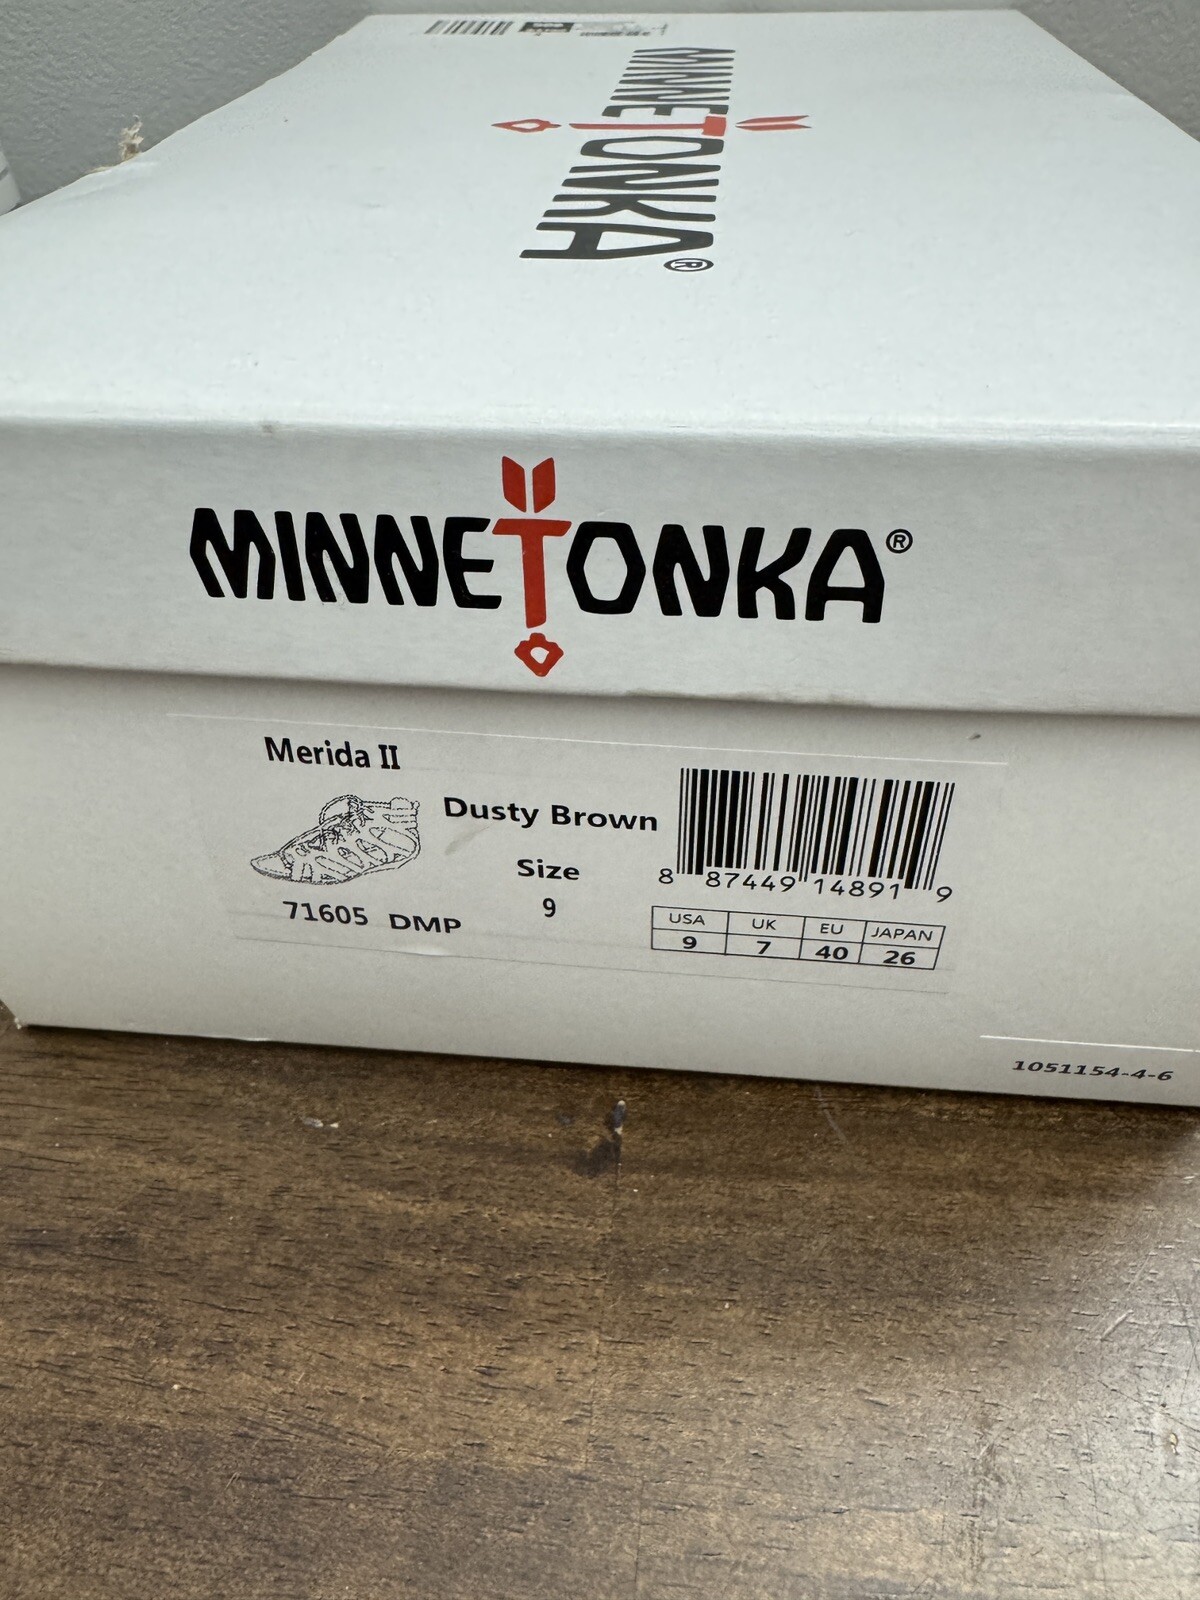 MINNETONKA®
MINNETONKA®
Merida II
Dusty Brown
Size
9
71605 DMP
8 87449 14891 9
USA UK EU JAPAN
9 7 40 26
1051154-4-6